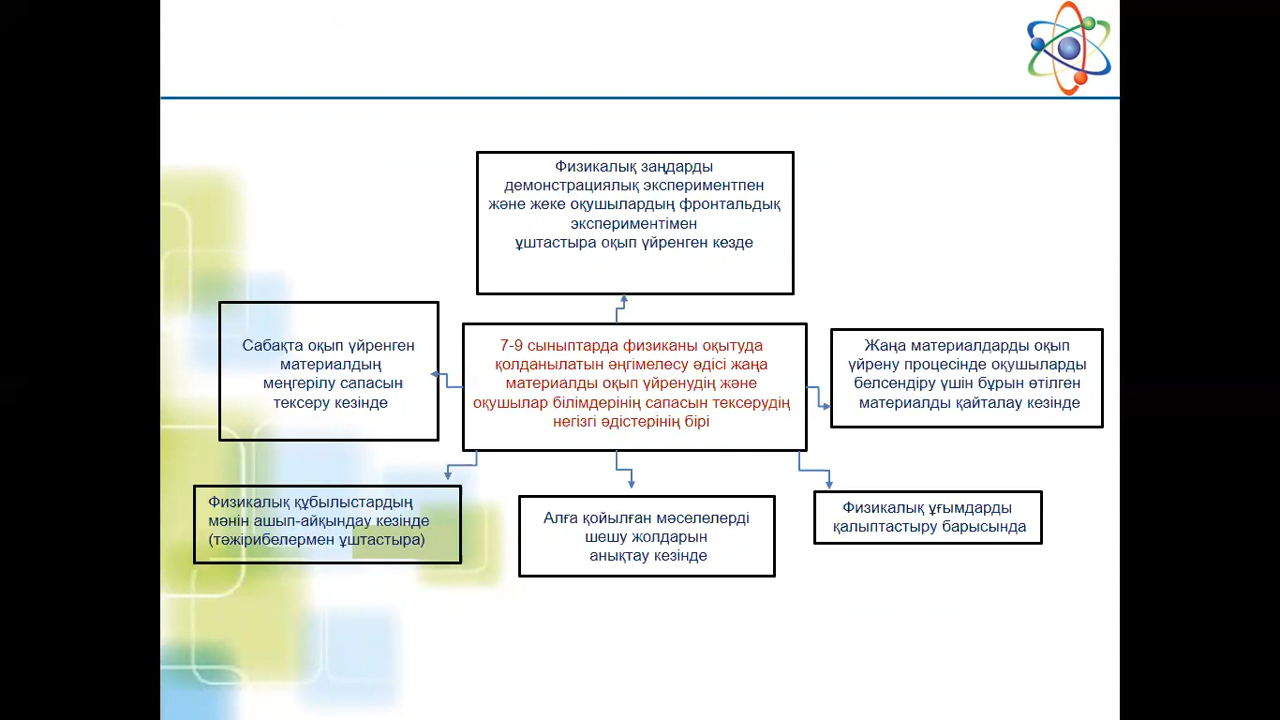 Физикалық заңдарды
демонстрациялық экспериментпен
және жеке оқушылардың фронтальдық
экспериментімен
ұштастыра оқып үйренген кезде
Сабақта оқып үйренген
материалдың
меңгерілу сапасын
тексеру кезінде
7-9 сыныптарда физиканы оқытуда
қолданылатын әңгімелесу әдісі жаңа
материалды оқып үйренудің және
оқушылар білімдерінің сапасын тексерудің
негізгі әдістерінің бірі
Жаңа материалдарды оқып
үйрену процесінде оқушыларды
белсендіру үшін бұрын өтілген
материалды қайталау кезінде
Физикалық құбылыстардың
мәнін ашып-айқындау кезінде
(тәжірибелермен ұштастыра)
Алға қойылған мәселелерді
шешу жолдарын
анықтау кезінде
Физикалық ұғымдарды
қалыптастыру барысында